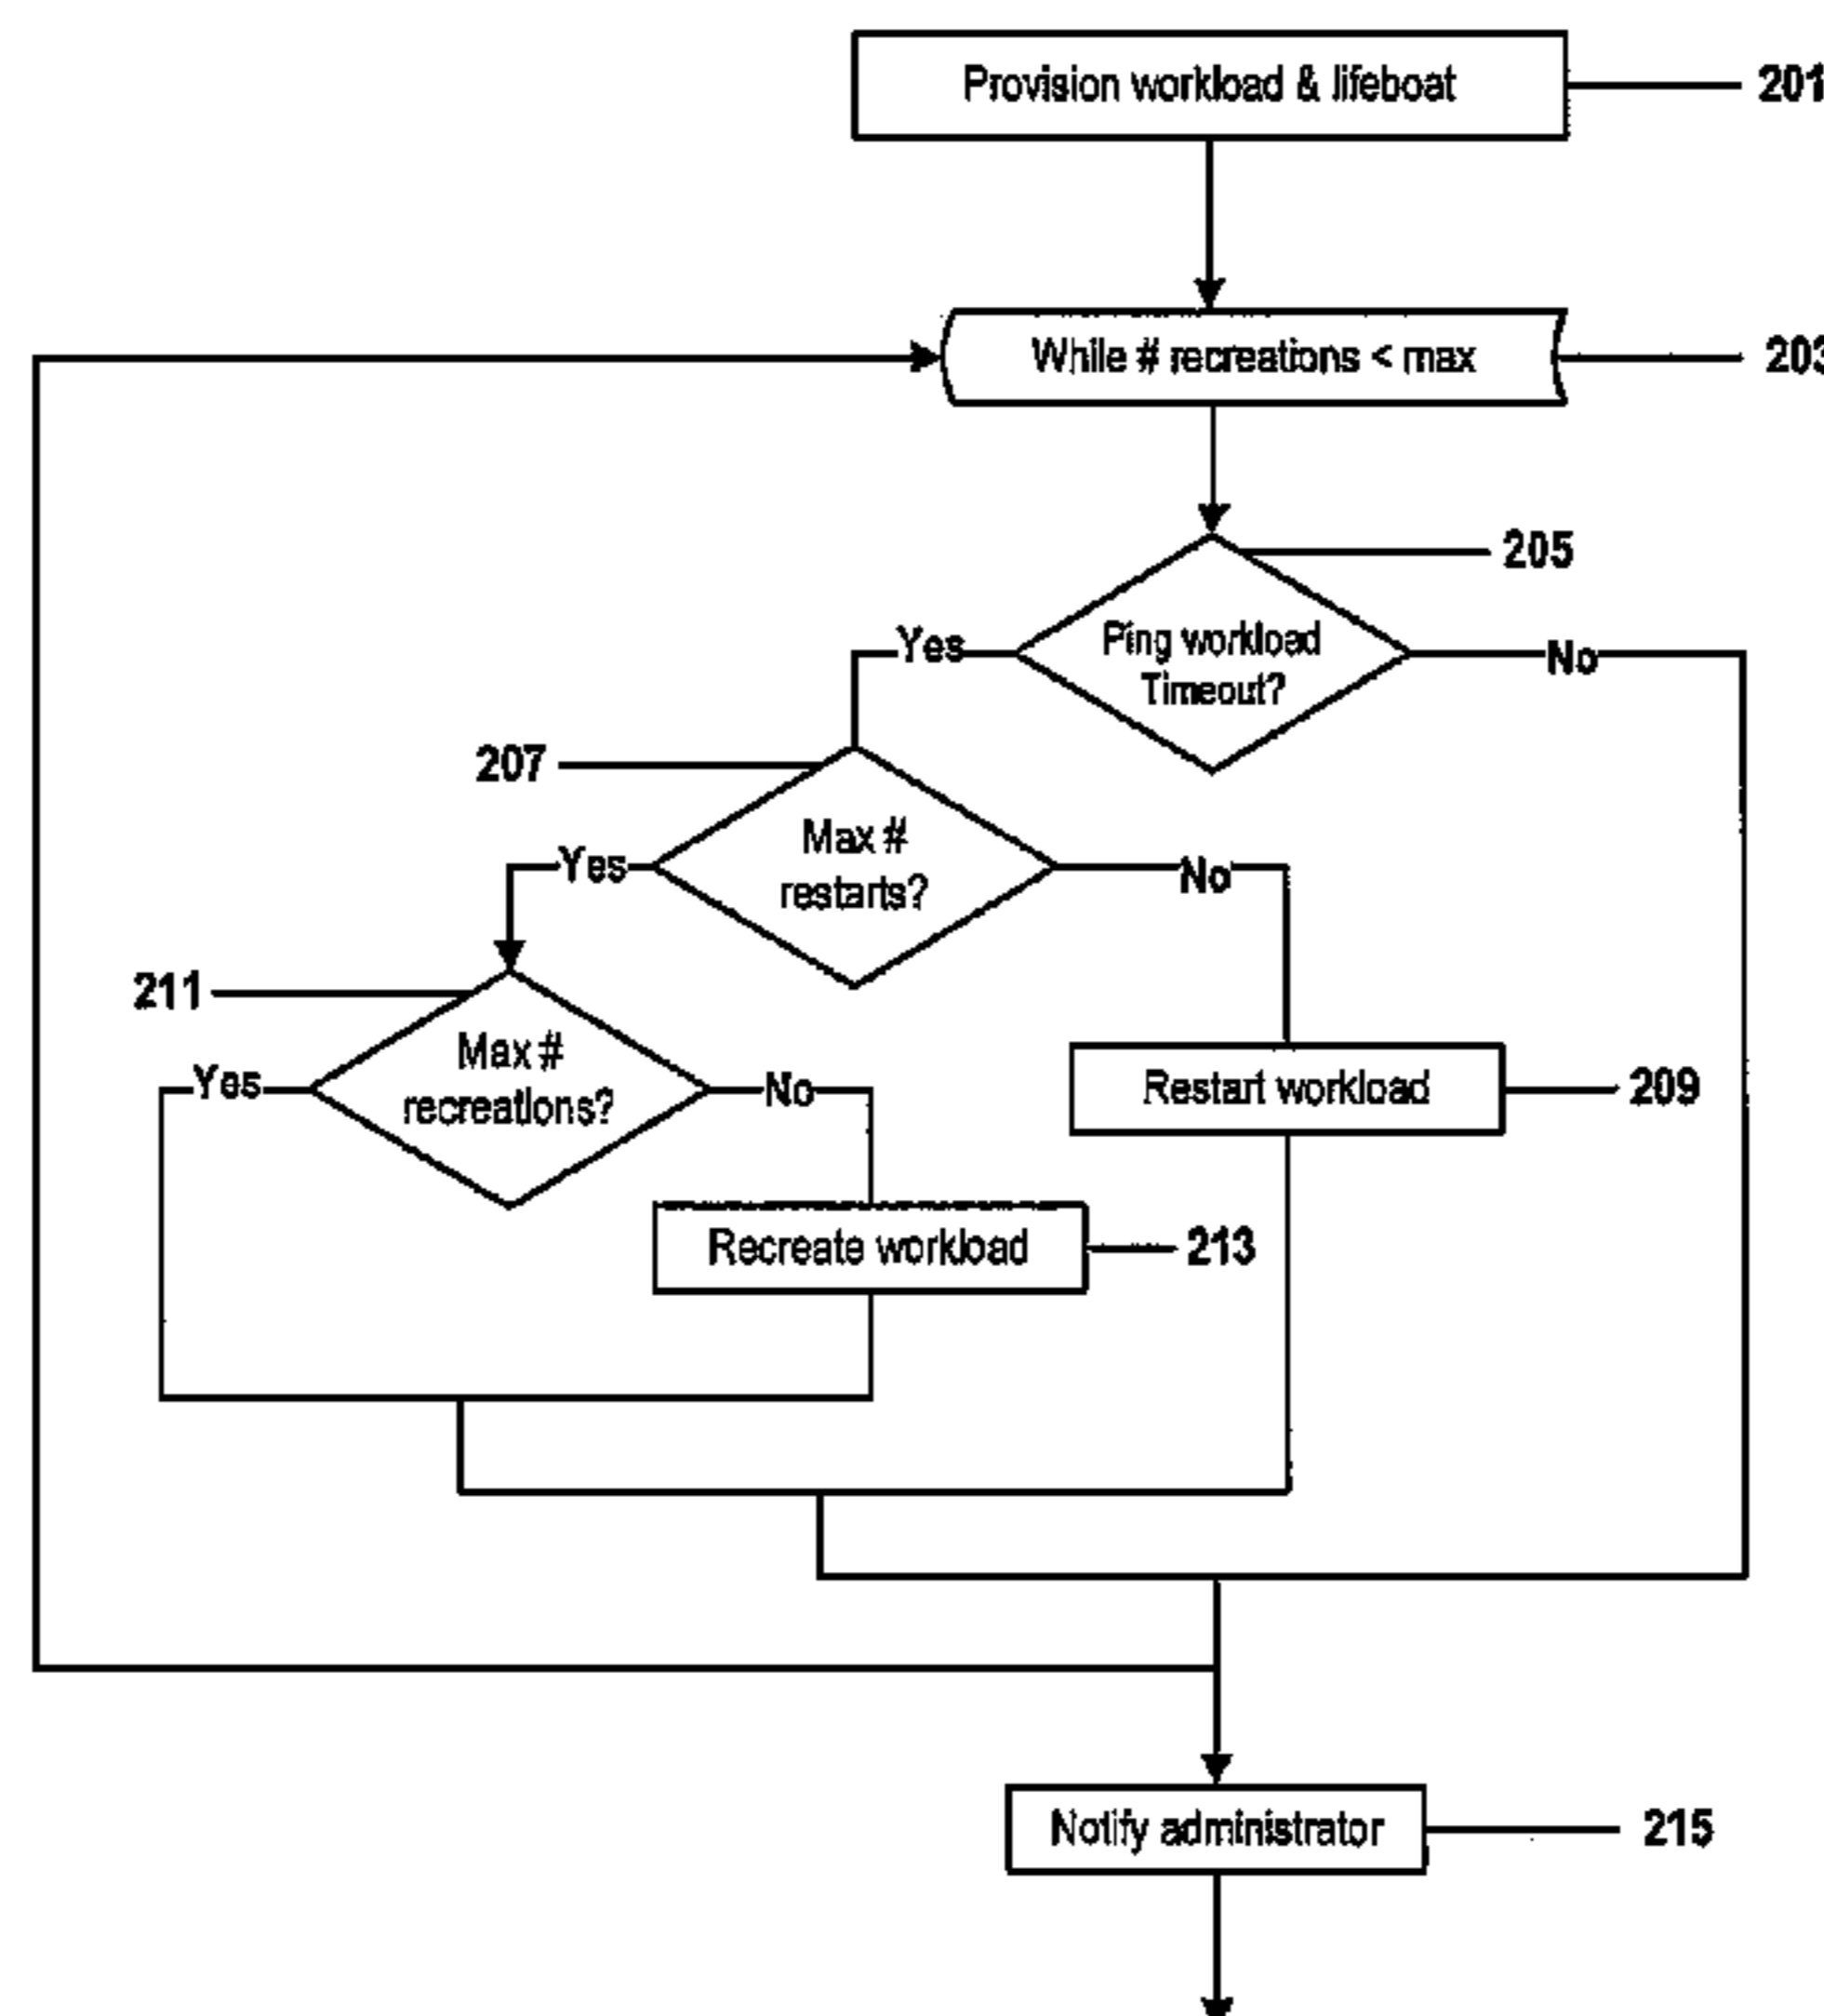 Provision workload & lifeboat
201
While # recreations < max
203
205
Ping workload
Timeout?
Yes
No
207
Max #
restarts?
Yes
No
211
Max #
recreations?
Yes
No
Restart workload
209
Recreate workload
213
Notify administrator
215